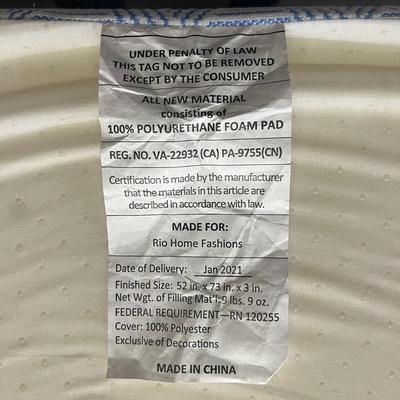 UNDER PENALTY OF LAW
THIS TAG NOT TO BE REMOVED
EXCEPT BY THE CONSUMER
ALL NEW MATERIAL
consisting of
100% POLYURETHANE FOAM PAD
REG. NO. VA-22932 (CA) PA-9755(CN)
Certification is made by the manufacturer
that the materials in this article are
described in accordance with law.
MADE FOR:
Rio Home Fashions
Date of Delivery: Jan 2021
Finished Size: 52 in. x 73 in. x 3 in.
Net Wgt. of Filling Mat'l: 9 lbs. 9 oz.
FEDERAL REQUIREMENT—RN 120255
Cover: 100% Polyester
Exclusive of Decorations
MADE IN CHINA